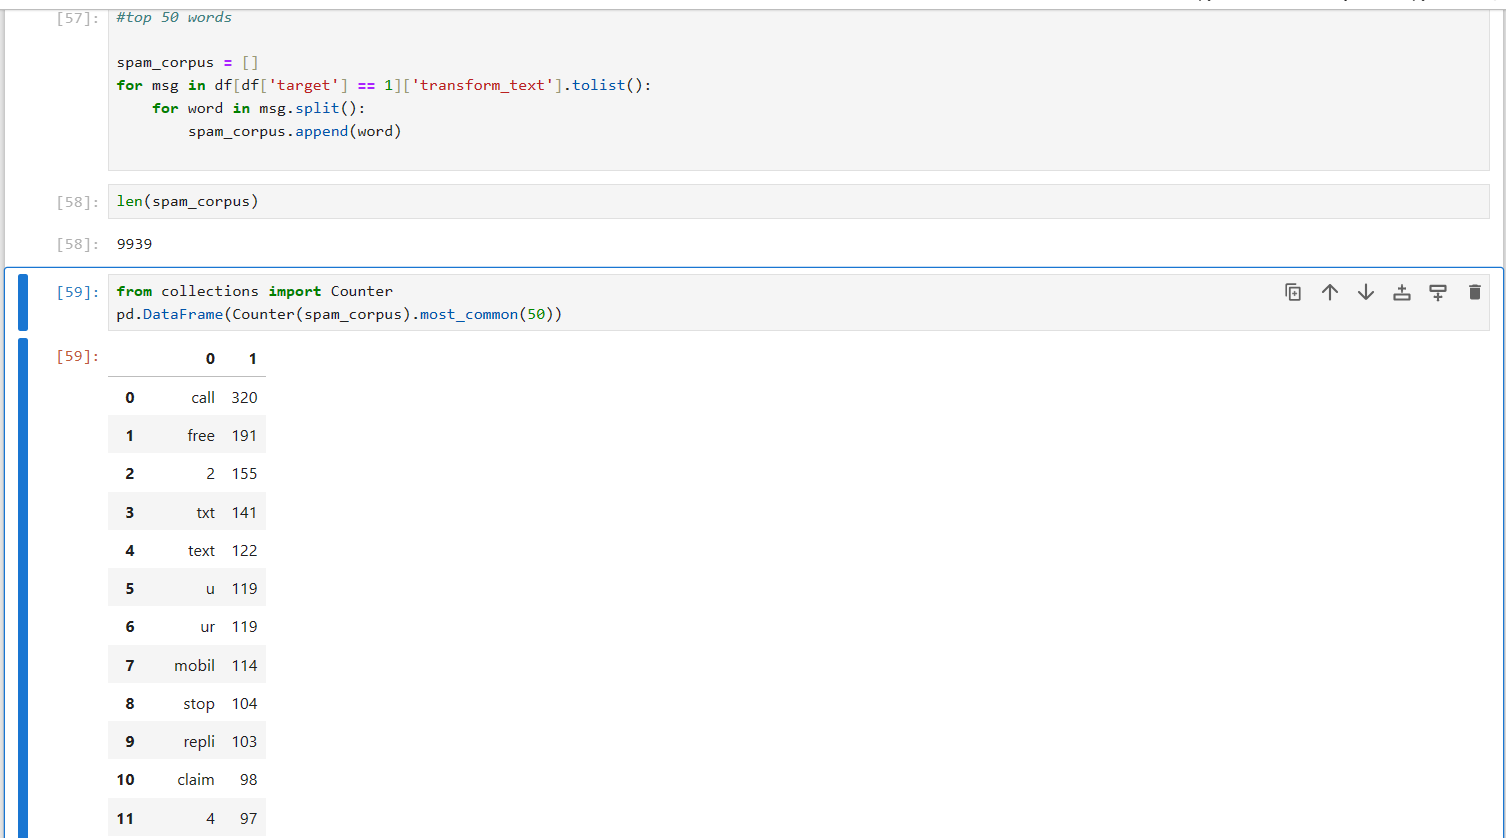 [57]: #top 50 words
spam_corpus = []
for msg in df[df['target'] == 1]['transform_text'].tolist():
    for word in msg.split():
        spam_corpus.append(word)
[58]: len(spam_corpus)
[58]: 9939
[59]: from collections import Counter
pd.DataFrame(Counter(spam_corpus).most_common(50))
[59]: 0 1
0 call 320
1 free 191
2 2 155
3 txt 141
4 text 122
5 u 119
6 ur 119
7 mobil 114
8 stop 104
9 repli 103
10 claim 98
11 4 97